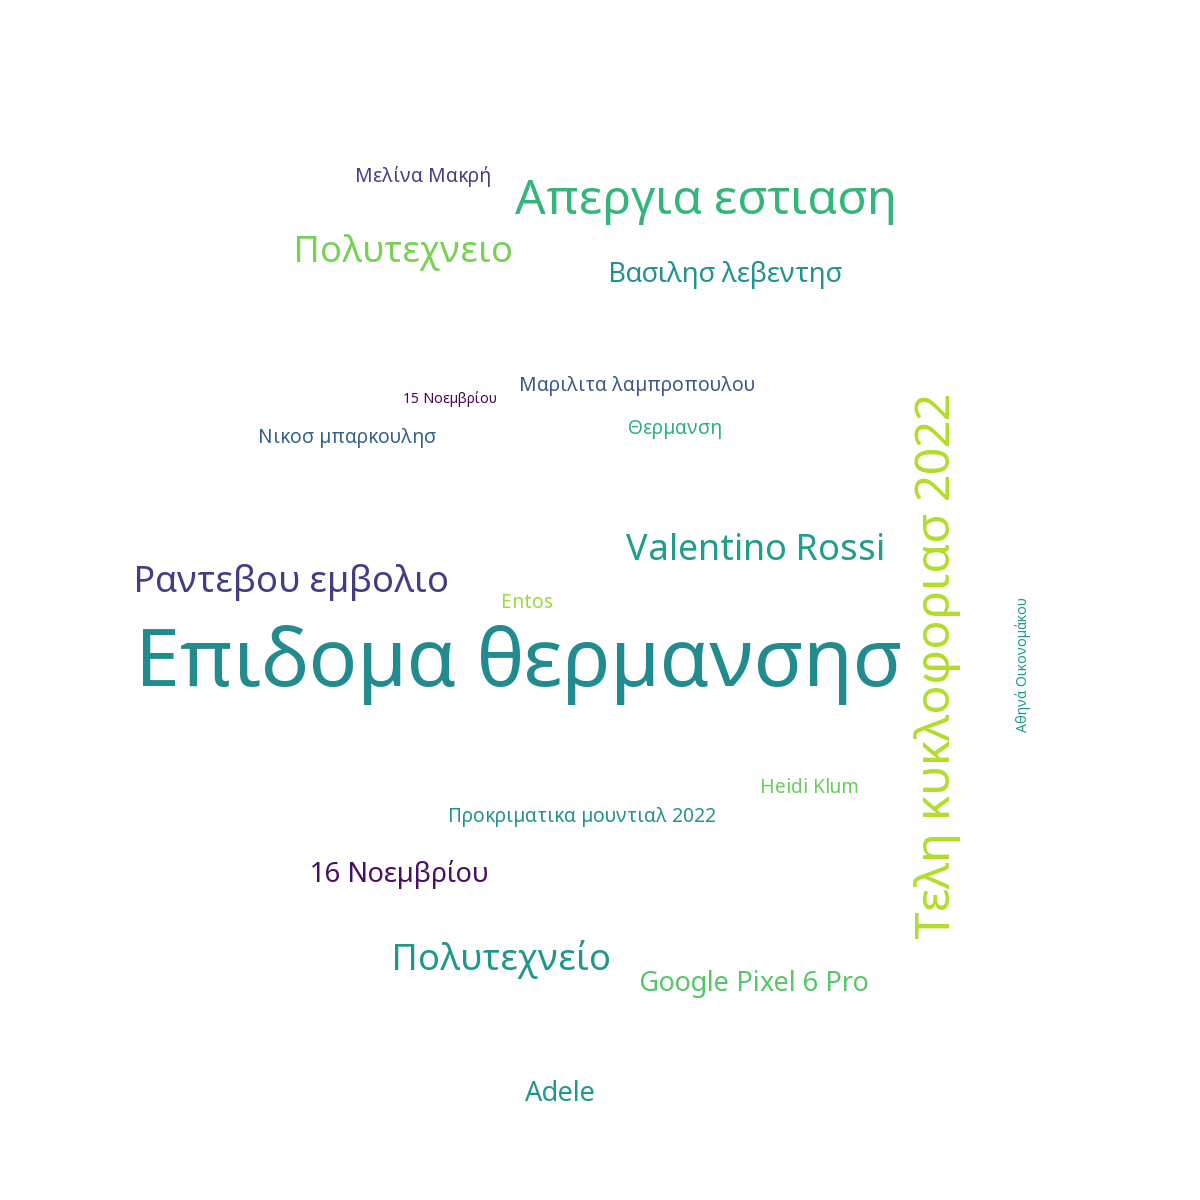 Μελίνα Μακρή
Απεργια εστιαση
Πολυτεχνειο
Βασιλησ λεβεντησ
Μαριλιτα λαμπροπουλου
15 Νοεμβρίου
Θερμανση
Νικοσ μπαρκουλησ
Τελη κυκλοφοριασ 2022
Valentino Rossi
Ραντεβου εμβολιο
Entos
Επιδομα θερμανσησ
Αθηνά Οικονομάκου
Heidi Klum
Προκριματικα μουντιαλ 2022
16 Νοεμβρίου
Πολυτεχνείο
Google Pixel 6 Pro
Adele